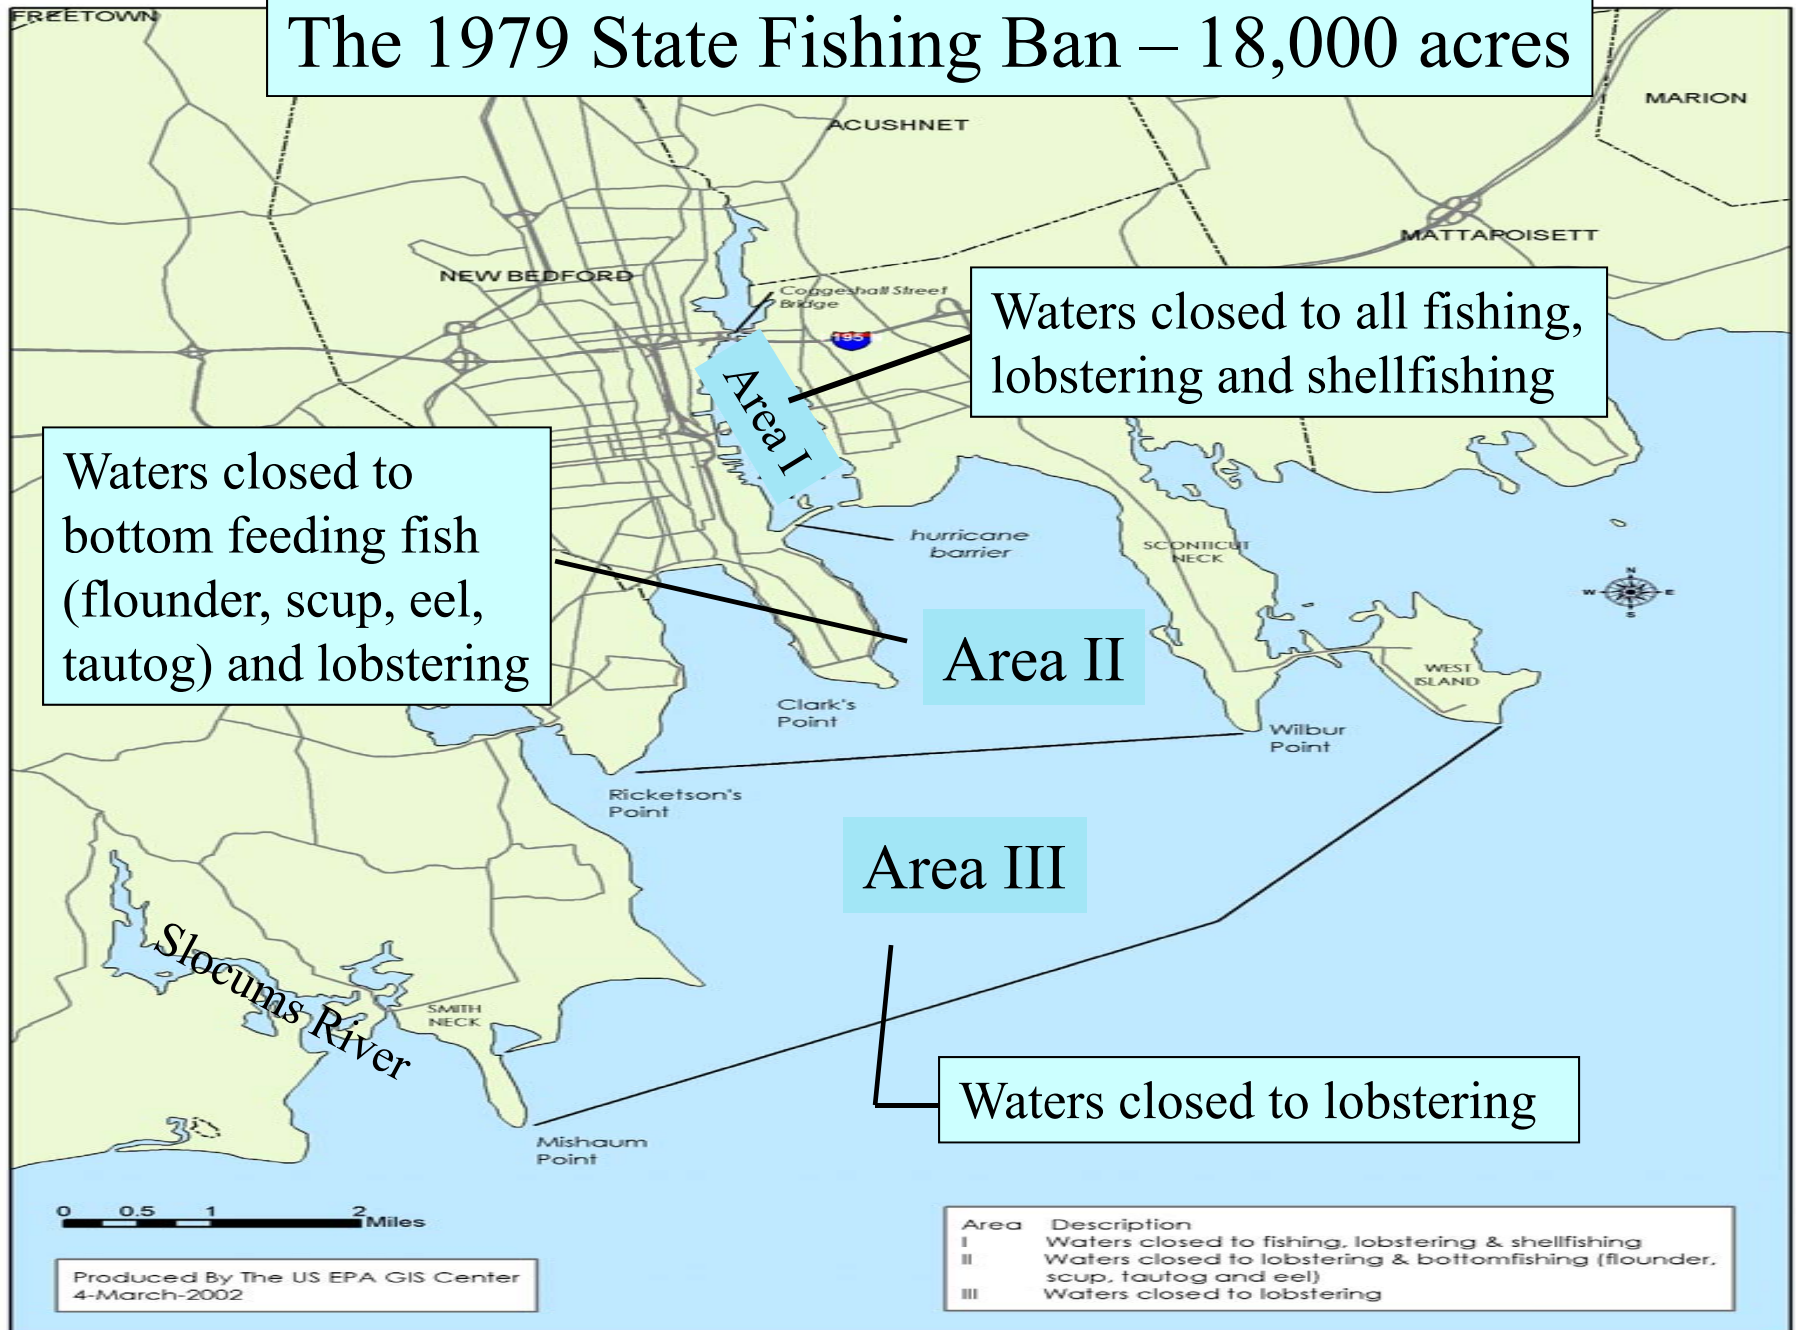 The 1979 State Fishing Ban – 18,000 acres
FREETOWN
MARION
ACUSHNET
MATTAPOISETT
NEW BEDFORD
Coggeshall Street
Bridge
195
Waters closed to all fishing,
lobstering and shellfishing
Area I
Waters closed to
bottom feeding fish
(flounder, scup, eel,
tautog) and lobstering
hurricane
barrier
SCONTICUT
NECK
N
W
E
S
Area II
WEST
ISLAND
Clark's
Point
Wilbur
Point
Ricketson's
Point
Area III
Slocums River
SMITH
NECK
Waters closed to lobstering
Mishaum
Point
0 0.5 1 2
Miles
Area Description
I Waters closed to fishing, lobstering & shellfishing
II Waters closed to lobstering & bottomfishing (flounder,
scup, tautog and eel)
III Waters closed to lobstering
Produced By The US EPA GIS Center
4-March-2002